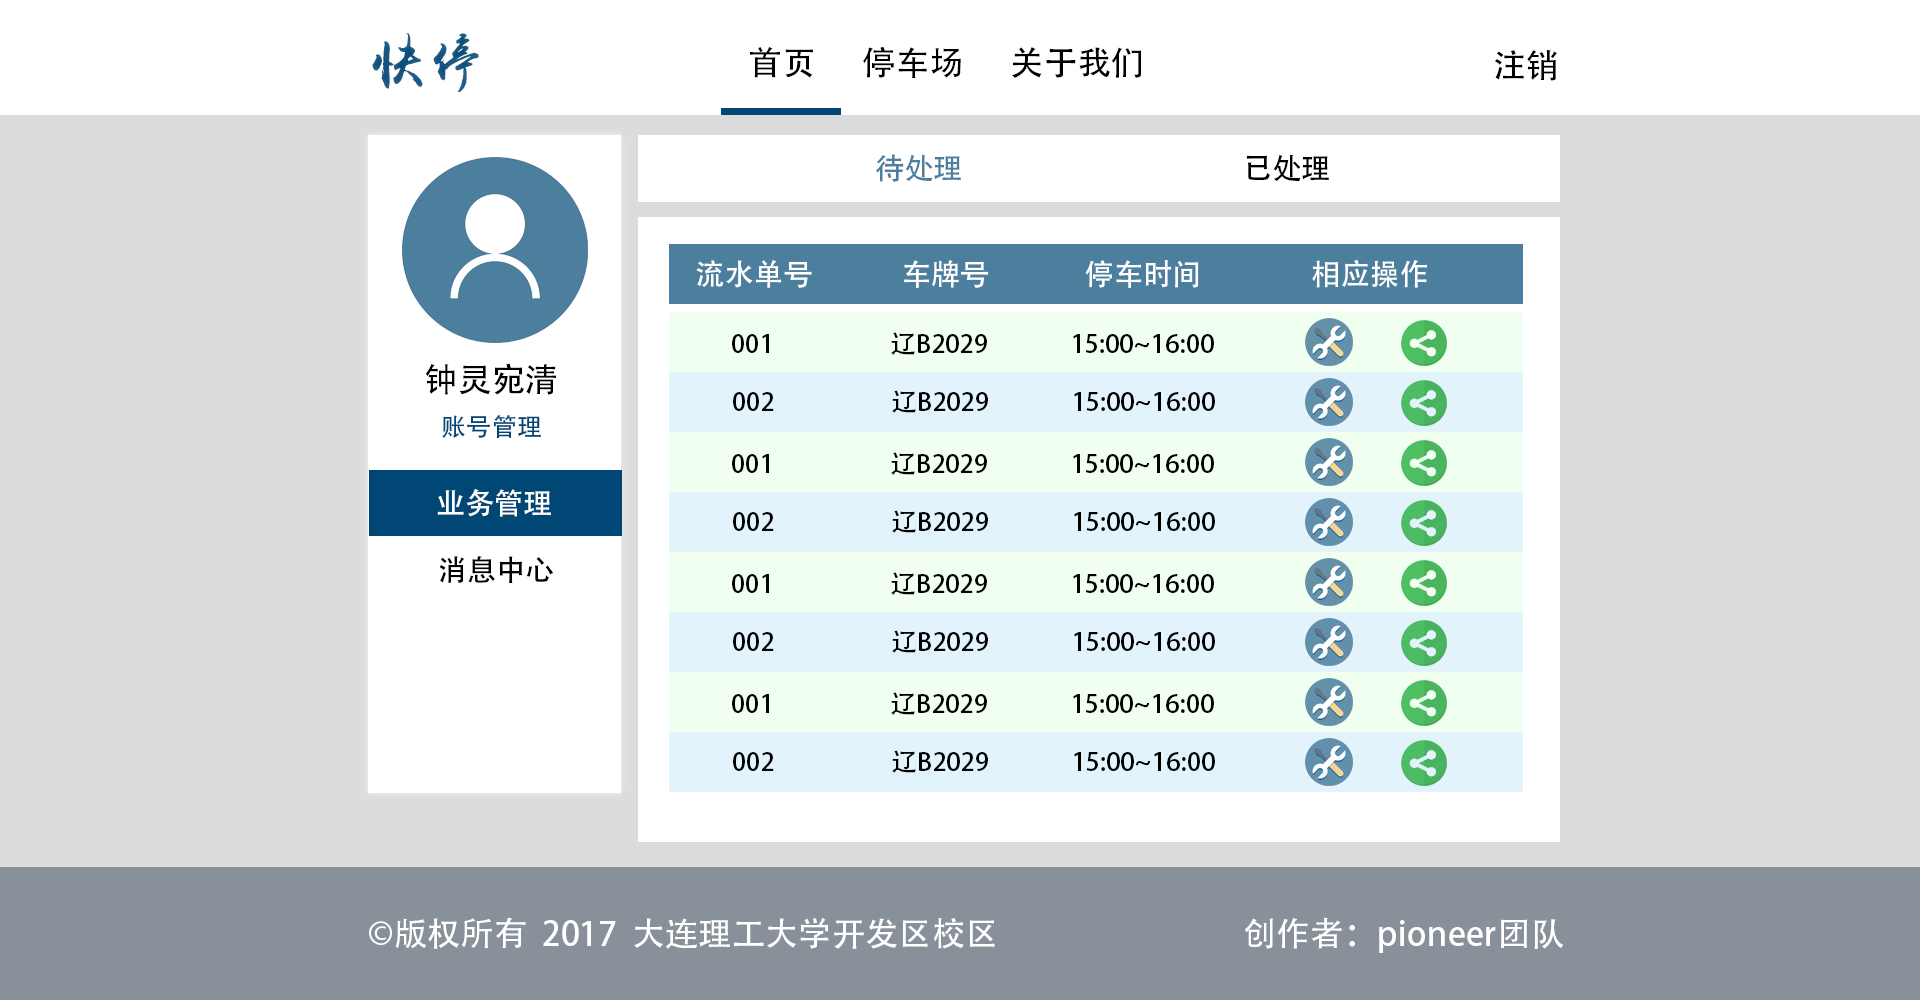 快停
首页 停车场 关于我们 注销
钟灵宛清
账号管理
业务管理
消息中心
待处理 已处理
流水单号 车牌号 停车时间 相应操作
001 辽B2029 15:00~16:00
002 辽B2029 15:00~16:00
001 辽B2029 15:00~16:00
002 辽B2029 15:00~16:00
001 辽B2029 15:00~16:00
002 辽B2029 15:00~16:00
001 辽B2029 15:00~16:00
002 辽B2029 15:00~16:00
©版权所有 2017 大连理工大学开发区校区 创作者：pioneer团队